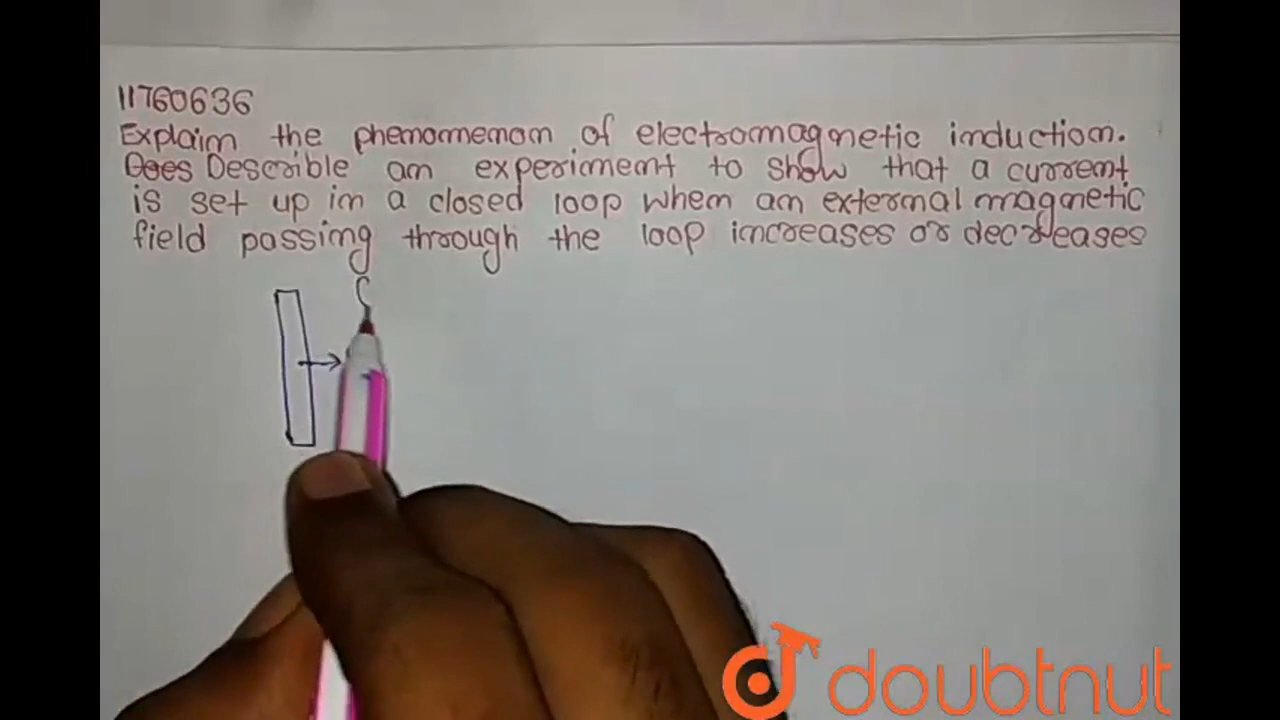 11760636
Explain the phenomenon of electromagnetic induction.
Does Describle an experiment to show that a current
is set up in a closed loop when an external magnetic
field passing through the loop increases or decreases
doubtnut